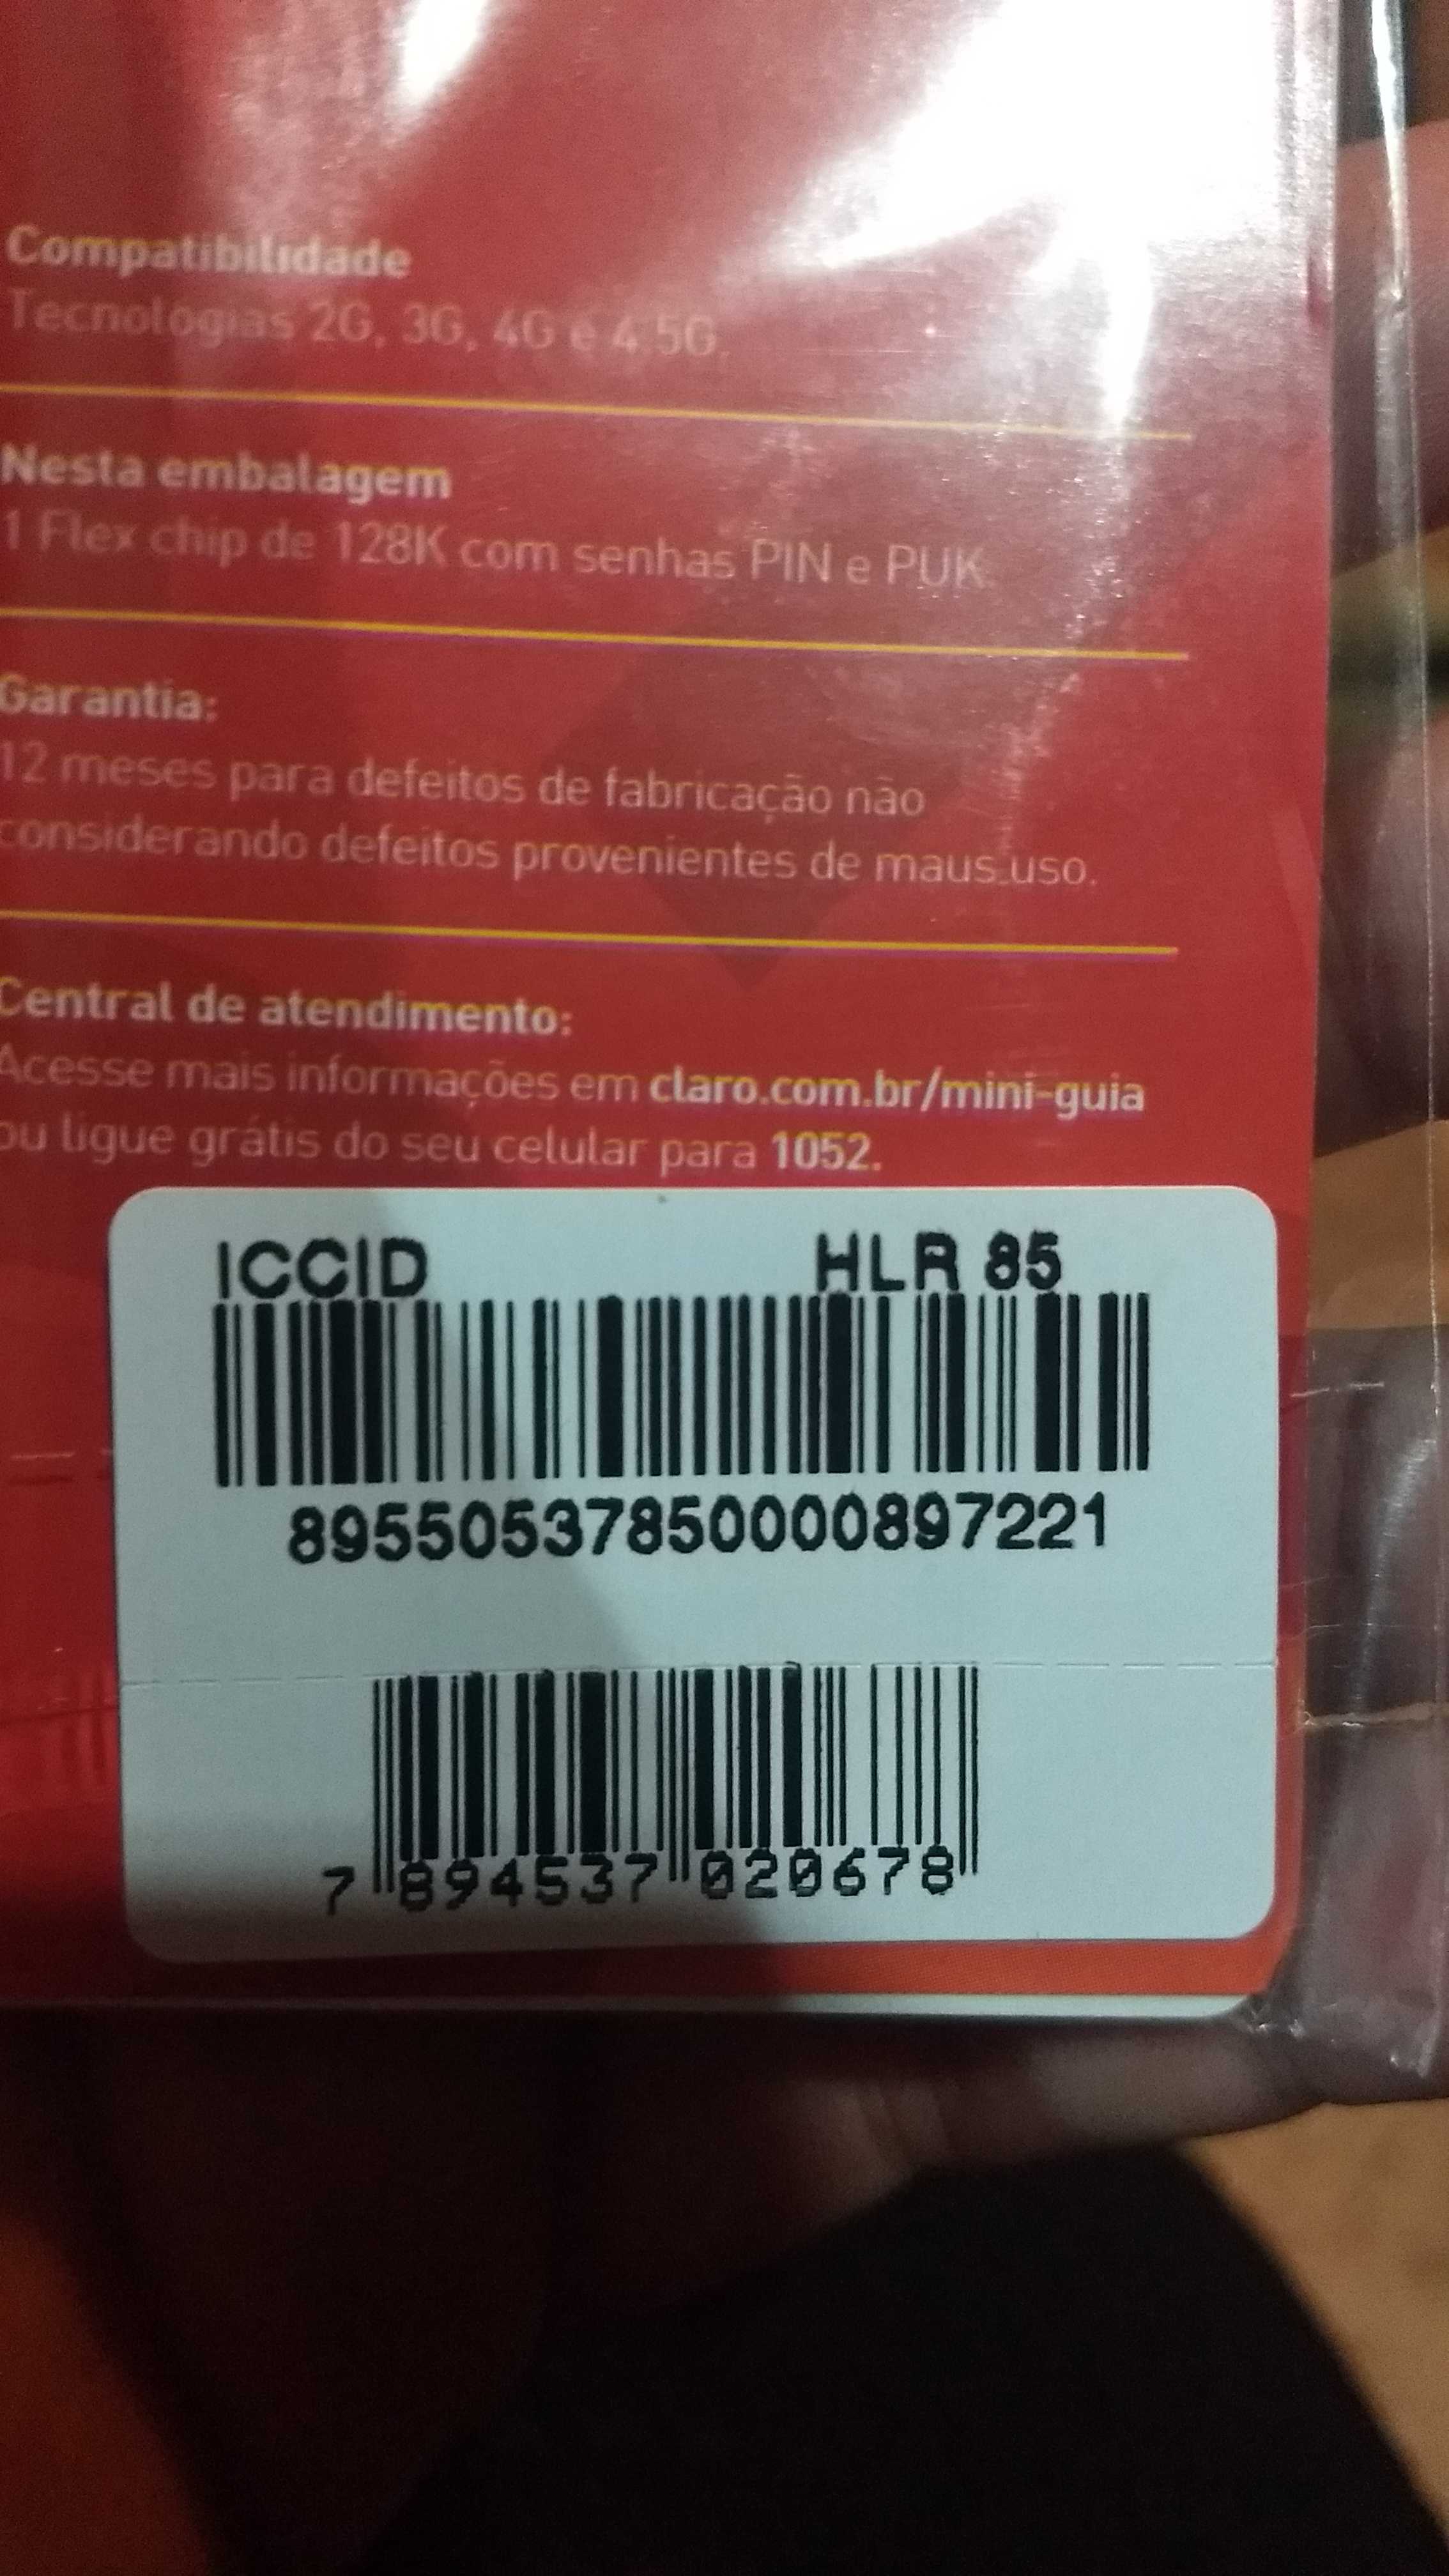 Compatibilidade
Tecnologias 2G, 3G, 4G e 4.5G.
Nesta embalagem
1 Flex chip de 128K com senhas PIN e PUK.
Garantia:
12 meses para defeitos de fabricação não
considerando defeitos provenientes de maus uso.
Central de atendimento:
Acesse mais informações em claro.com.br/mini-guia
ou ligue grátis do seu celular para 1052.
ICCID HLR 85
89550537850000897221
7 894537 020678